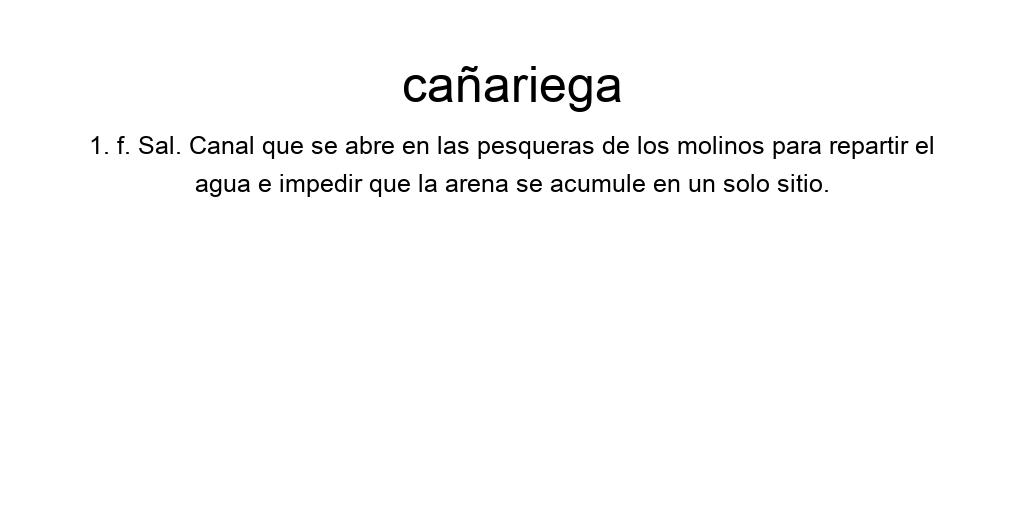 cañariega
1. f. Sal. Canal que se abre en las pesqueras de los molinos para repartir el
agua e impedir que la arena se acumule en un solo sitio.